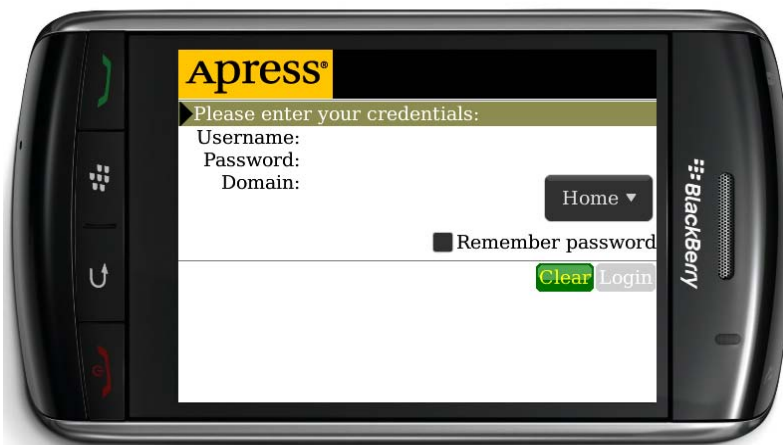 Apress®
Please enter your credentials:
Username:
Password:
Domain:
Home
Remember password
Clear Login
BlackBerry